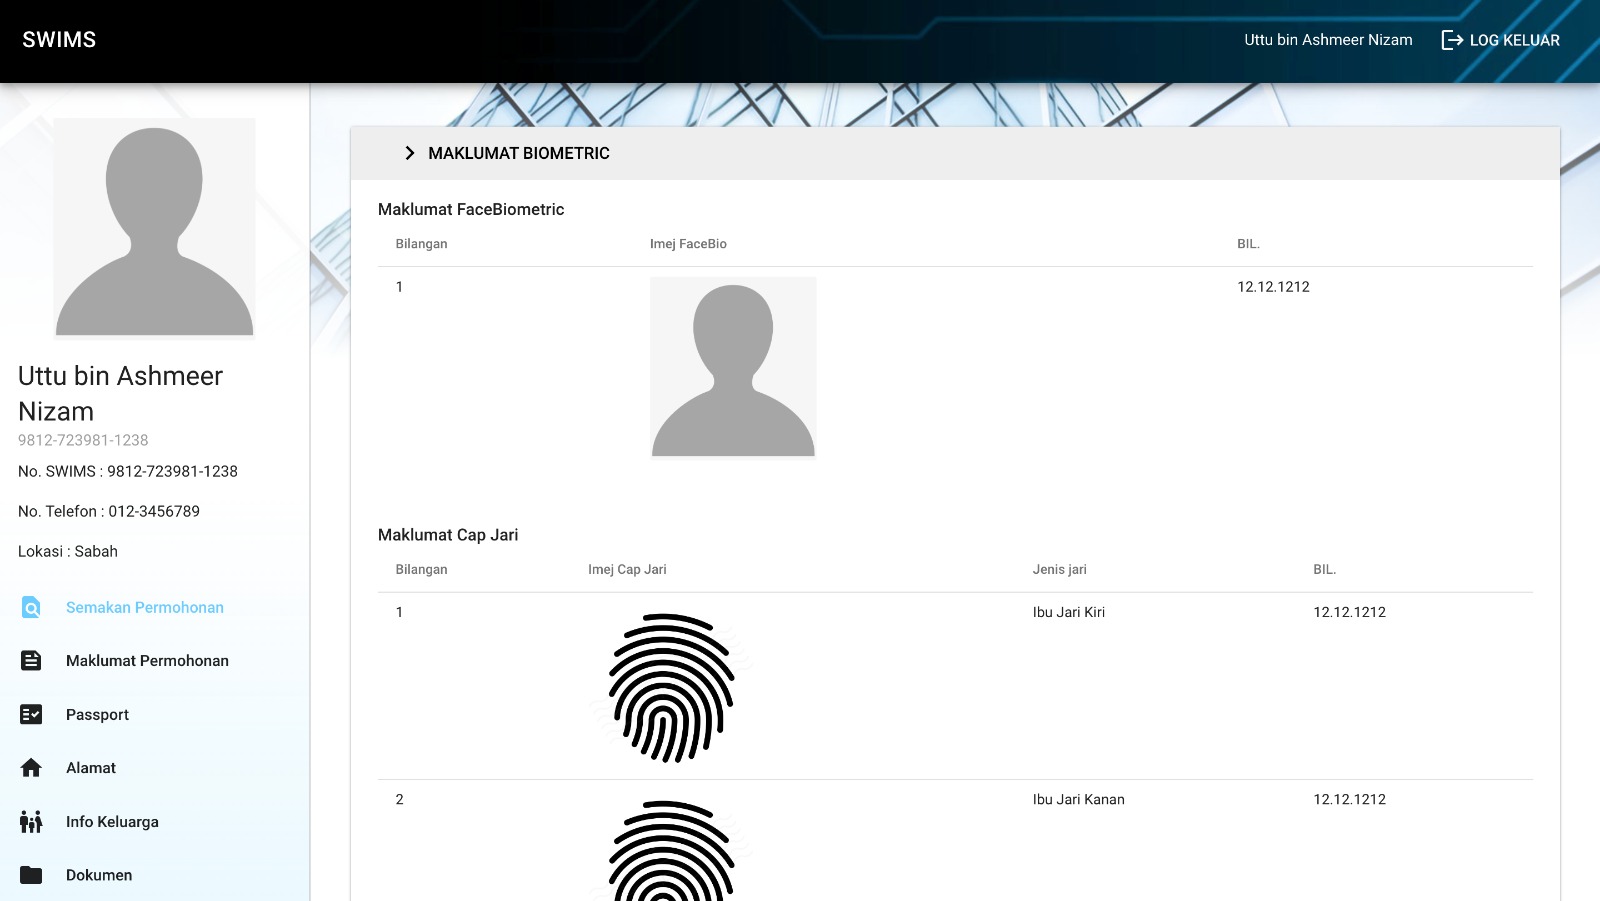 SWIMS
Uttu bin Ashmeer Nizam
LOG KELUAR
Uttu bin Ashmeer
Nizam
9812-723981-1238
No. SWIMS : 9812-723981-1238
No. Telefon : 012-3456789
Lokasi : Sabah
Semakan Permohonan
Maklumat Permohonan
Passport
Alamat
Info Keluarga
Dokumen
MAKLUMAT BIOMETRIC
Maklumat FaceBiometric
Bilangan Imej FaceBio BIL.
1 12.12.1212
Maklumat Cap Jari
Bilangan Imej Cap Jari Jenis jari BIL.
1 Ibu Jari Kiri 12.12.1212
2 Ibu Jari Kanan 12.12.1212